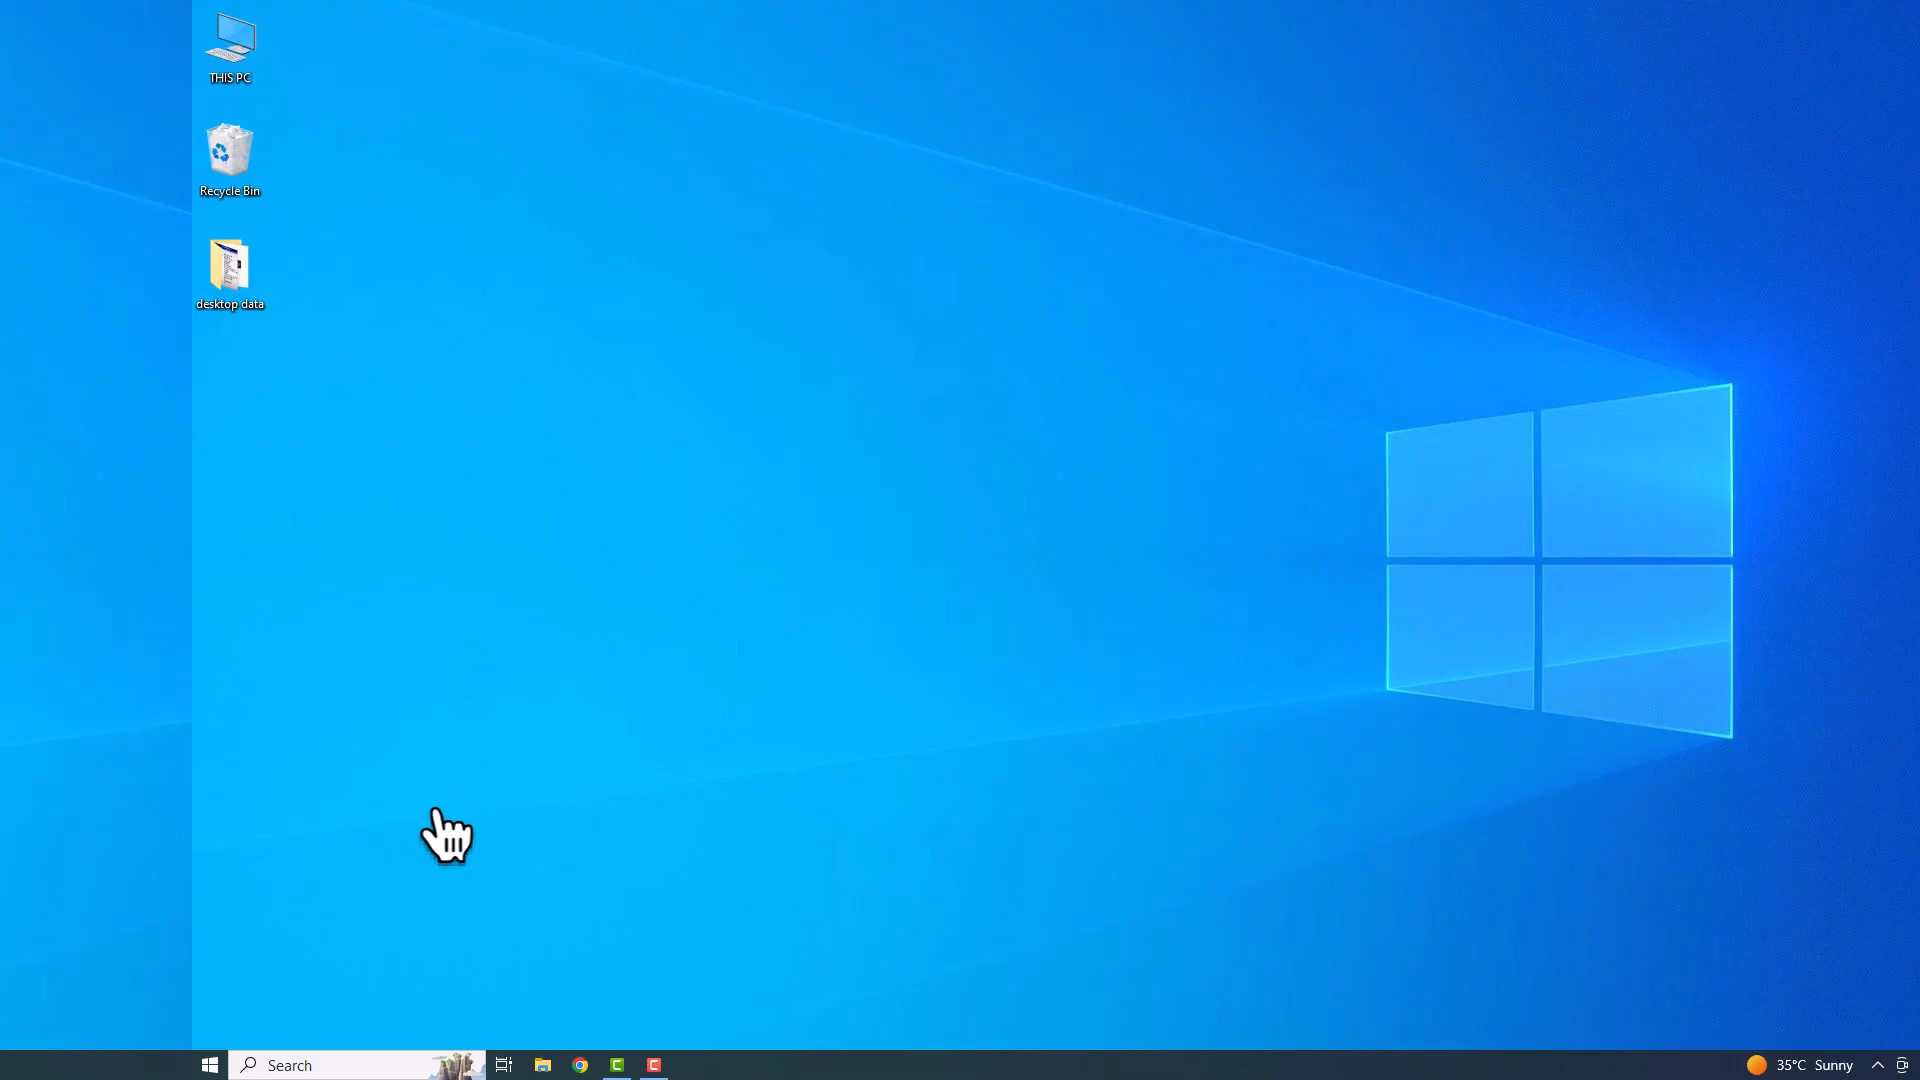 THIS PC
Recycle Bin
desktop data
Search
35°C Sunny